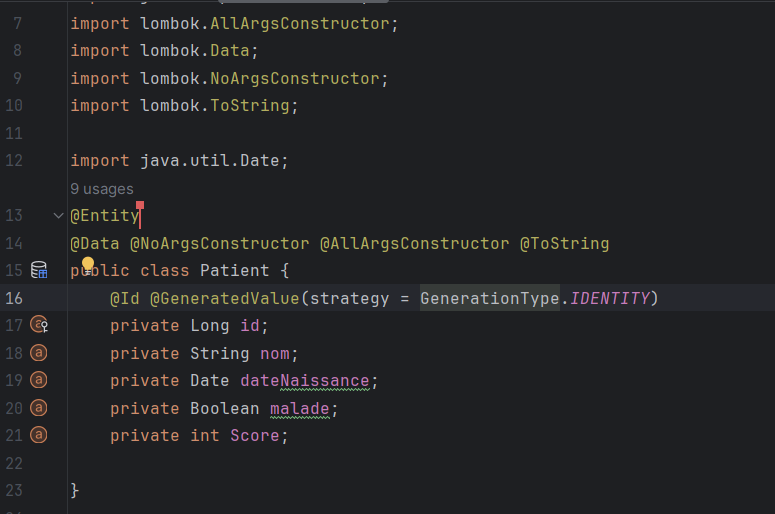 7 import lombok.AllArgsConstructor;
8 import lombok.Data;
9 import lombok.NoArgsConstructor;
10 import lombok.ToString;
11
12 import java.util.Date;
9 usages
13 @Entity
14 @Data @NoArgsConstructor @AllArgsConstructor @ToString
15 public class Patient {
16 @Id @GeneratedValue(strategy = GenerationType.IDENTITY)
17 private Long id;
18 private String nom;
19 private Date dateNaissance;
20 private Boolean malade;
21 private int Score;
22
23 }